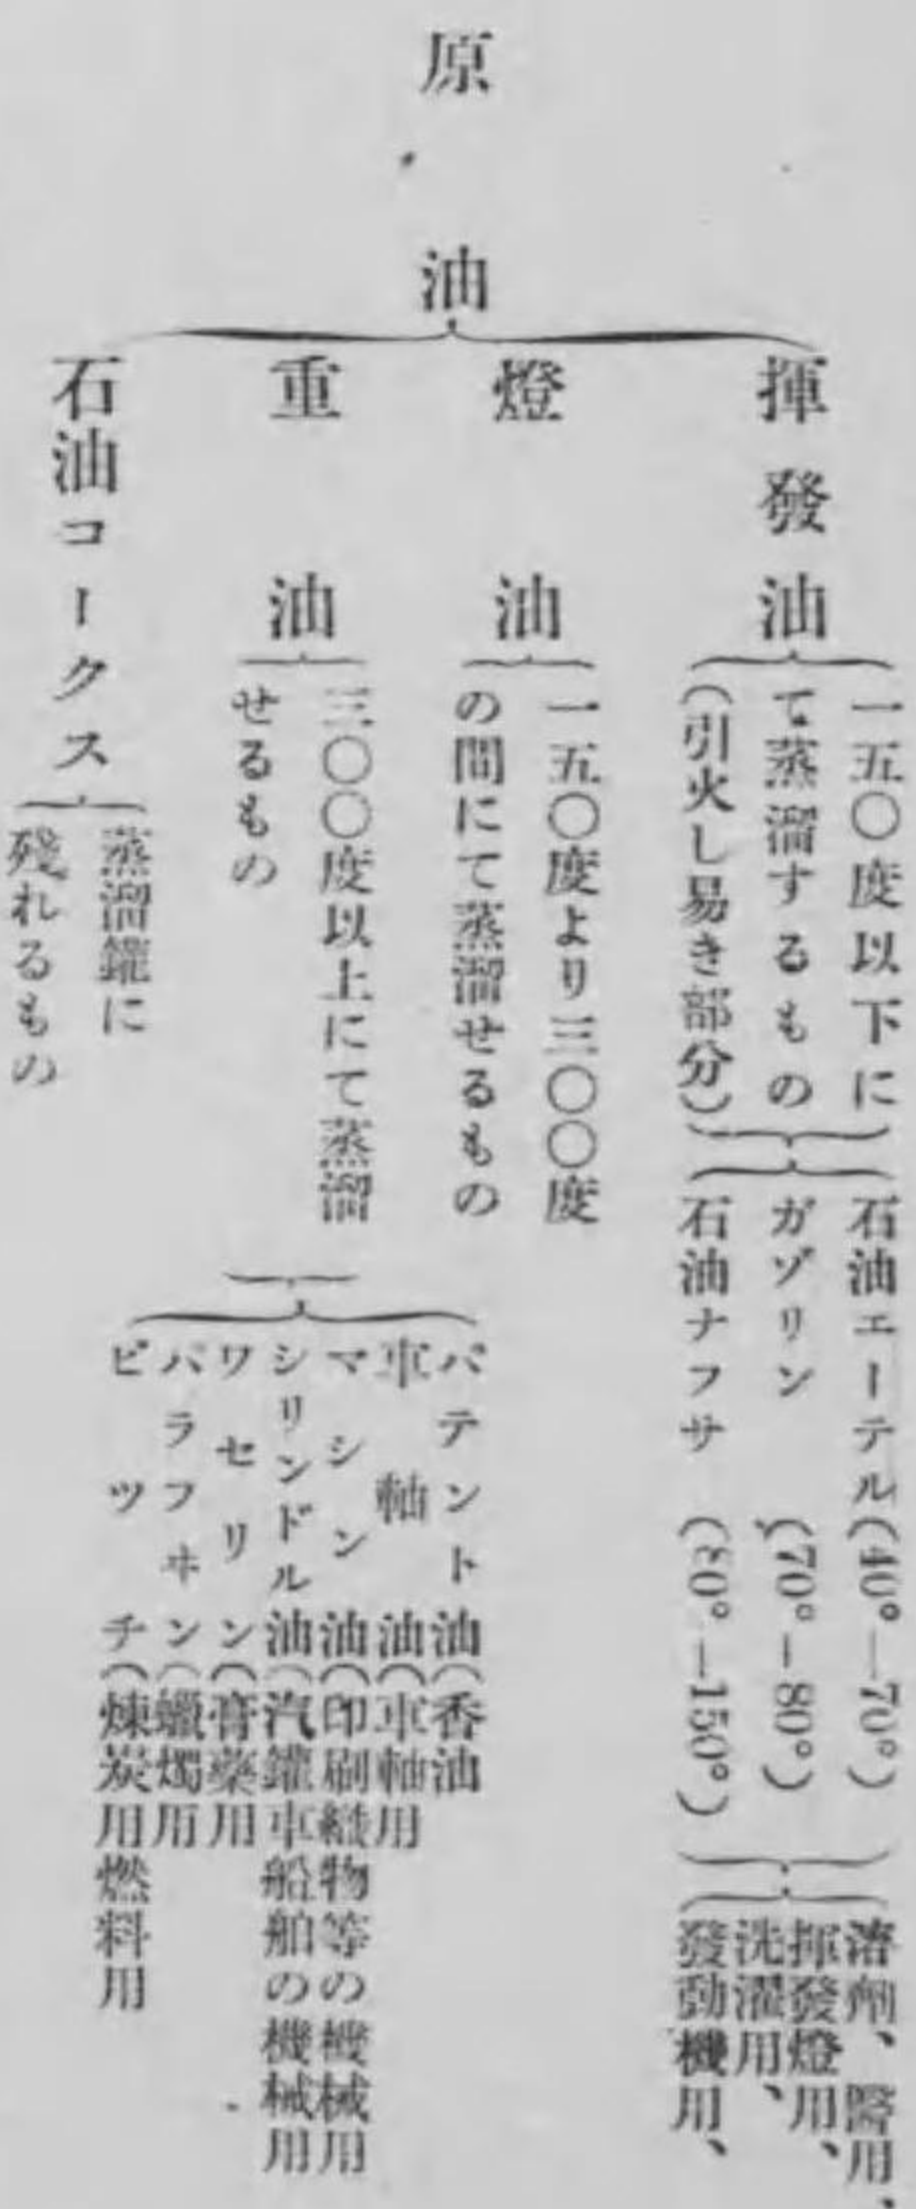 原油
揮發油
一五〇度以下に
て蒸溜するもの
(引火し易き部分)
石油エーテル(40°—70°)
ガゾリン(70°—80°)
石油ナフサ(80°—150°)
溶劑、醫用、
揮發燈用、
洗濯用、
發動機用、
燈油
一五〇度より三〇〇度
の間にて蒸溜せるもの
重油
三〇〇度以上にて蒸溜
せるもの
パテント油(香油
車軸油(車軸用
マシン油(印刷織物等の機械用
シリンドル油(汽鑵車船舶の機械用
ワセリン(膏藥用
パラフヰン(蠟燭用
ピッチ(煉炭用燃料用
石油コークス
蒸溜鑵に
殘れるもの